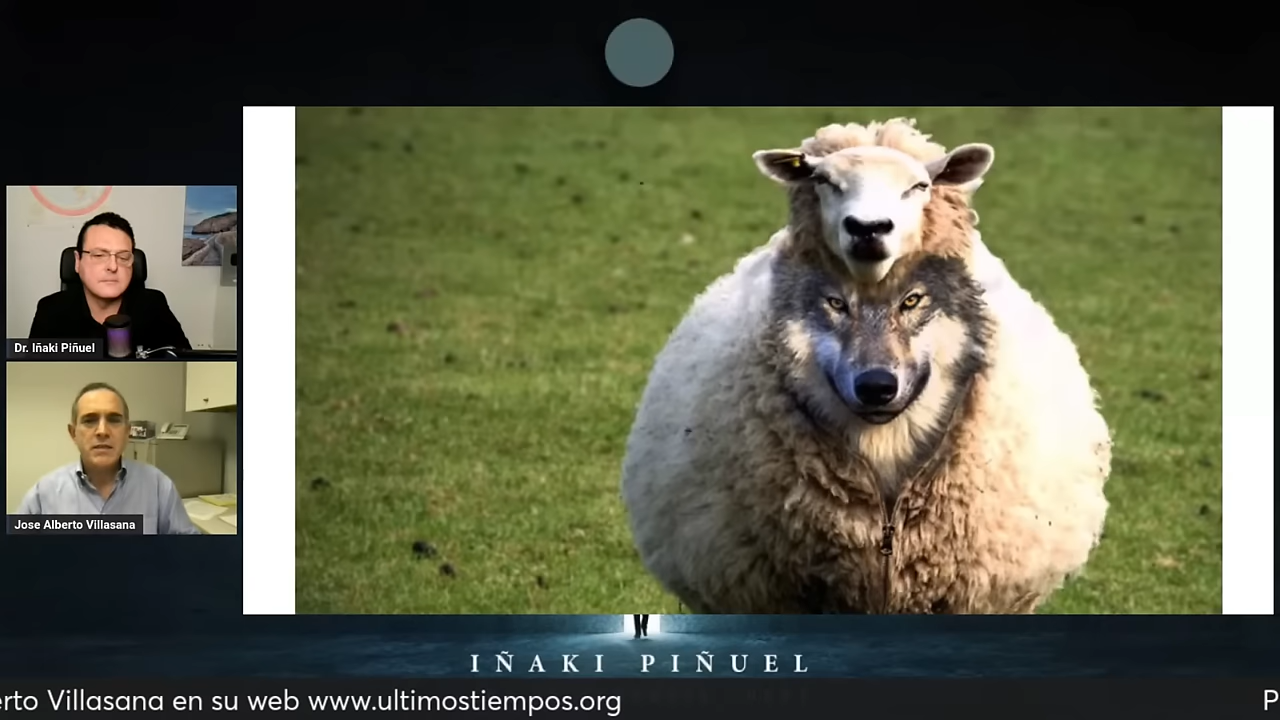 Dr. Iñaki Piñuel
Jose Alberto Villasana
IÑAKI PIÑUEL
erto Villasana en su web www.ultimostiempos.org
P